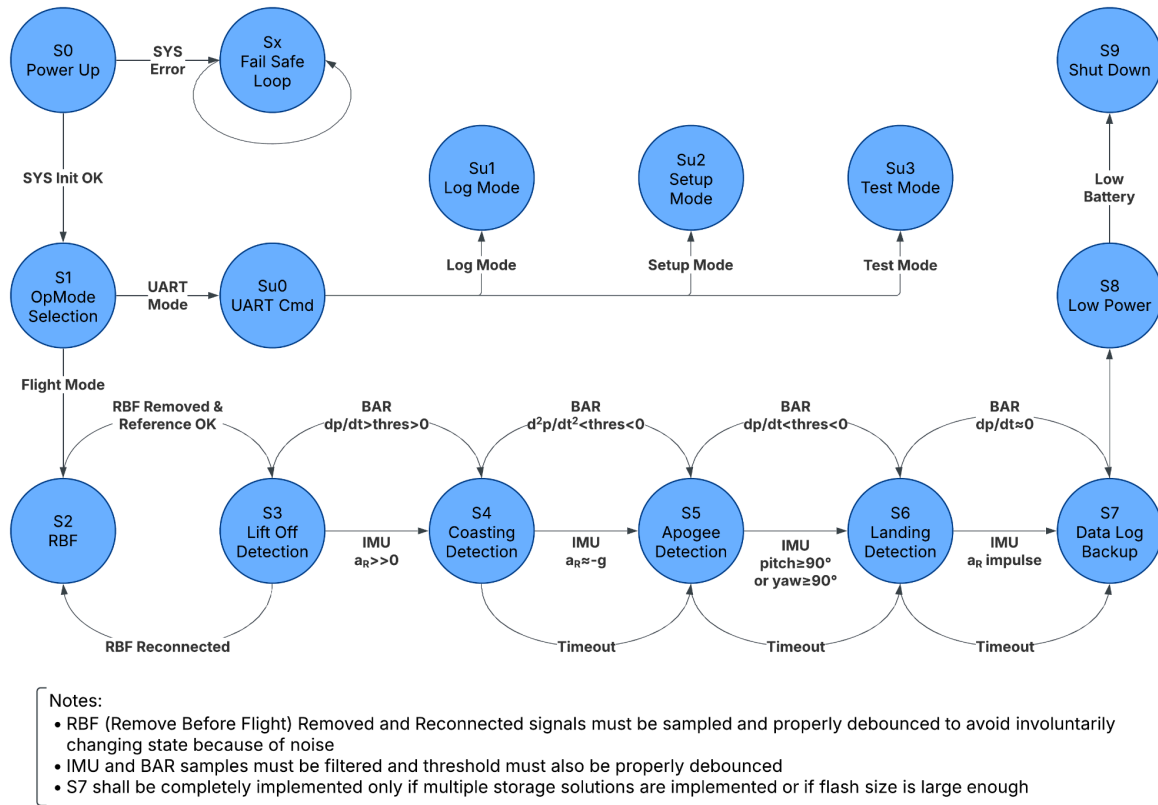 S0
Power Up
SYS
Error
Sx
Fail Safe
Loop
S9
Shut Down
SYS Init OK
Su1
Log Mode
Su2
Setup
Mode
Su3
Test Mode
Low
Battery
S1
OpMode
Selection
UART
Mode
Su0
UART Cmd
Log Mode
Setup Mode
Test Mode
S8
Low Power
Flight Mode
RBF Removed &
Reference OK
BAR
dp/dt>thres>0
BAR
d²p/dt²<thres<0
BAR
dp/dt<thres<0
BAR
dp/dt≈0
S2
RBF
S3
Lift Off
Detection
IMU
aR>>0
S4
Coasting
Detection
IMU
aR≈-g
S5
Apogee
Detection
IMU
pitch≥90°
or yaw≥90°
S6
Landing
Detection
IMU
aR impulse
S7
Data Log
Backup
RBF Reconnected
Timeout
Timeout
Timeout
Notes:
• RBF (Remove Before Flight) Removed and Reconnected signals must be sampled and properly debounced to avoid involuntarily
changing state because of noise
• IMU and BAR samples must be filtered and threshold must also be properly debounced
• S7 shall be completely implemented only if multiple storage solutions are implemented or if flash size is large enough